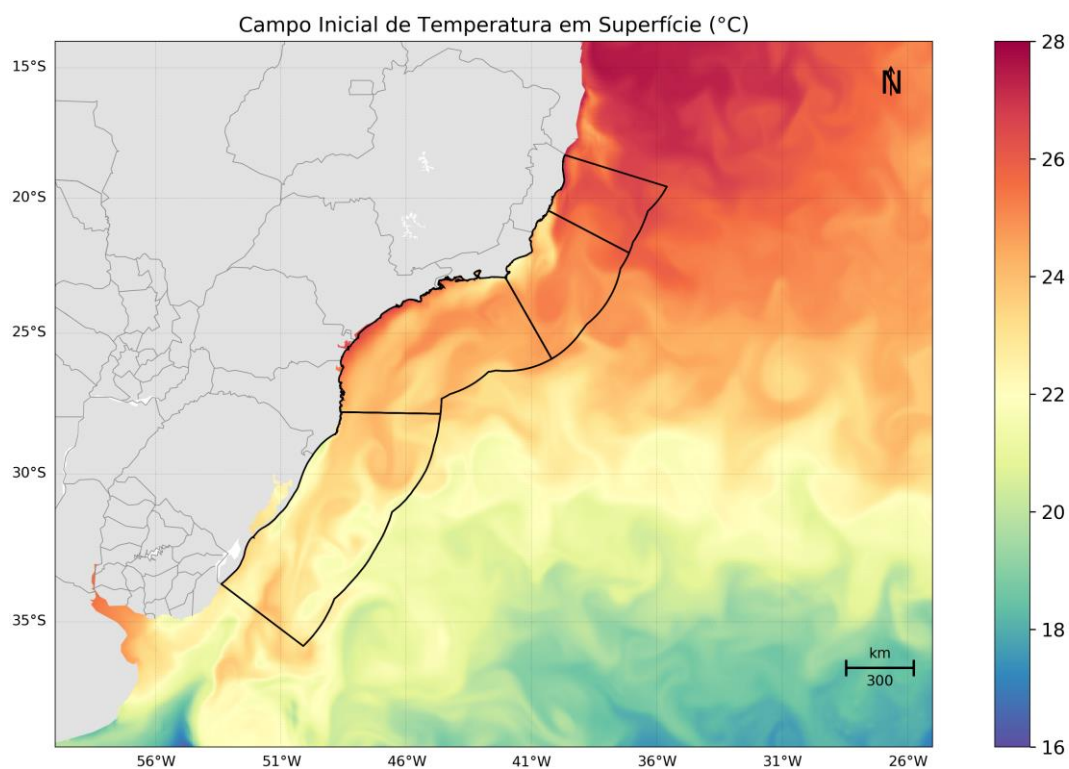 Campo Inicial de Temperatura em Superfície (°C)
15°S
20°S
25°S
30°S
35°S
56°W
51°W
46°W
41°W
36°W
31°W
26°W
N
km
300
28
26
24
22
20
18
16